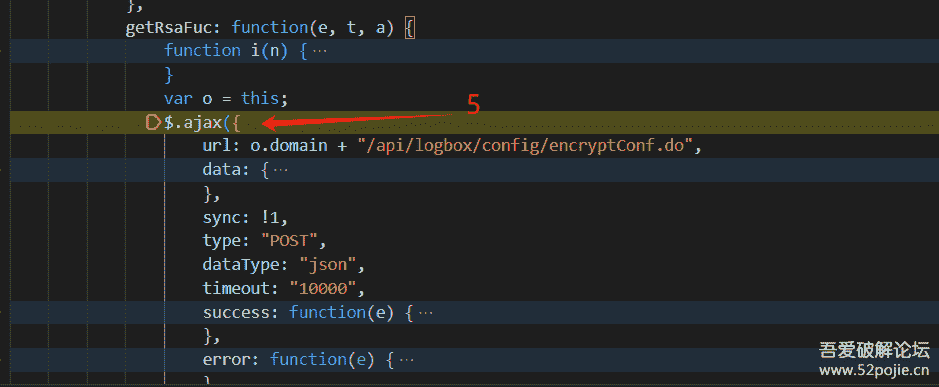 },
getRsaFuc: function(e, t, a) {
function i(n) {···
}
var o = this;
$.ajax({
5
url: o.domain + "/api/logbox/config/encryptConf.do",
data: {···
},
sync: !1,
type: "POST",
dataType: "json",
timeout: "10000",
success: function(e) {···
},
error: function(e) {···
}
吾爱破解论坛
www.52pojie.cn